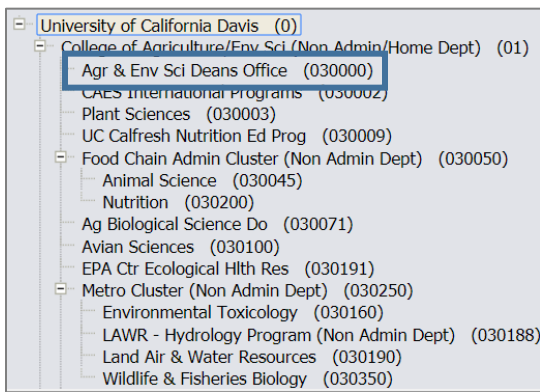 University of California Davis (0)
College of Agriculture/Env Sci (Non Admin/Home Dept) (01)
Agr & Env Sci Deans Office (030000)
CAES International Programs (030002)
Plant Sciences (030003)
UC Calfresh Nutrition Ed Prog (030009)
Food Chain Admin Cluster (Non Admin Dept) (030050)
Animal Science (030045)
Nutrition (030200)
Ag Biological Science Do (030071)
Avian Sciences (030100)
EPA Ctr Ecological Hlth Res (030191)
Metro Cluster (Non Admin Dept) (030250)
Environmental Toxicology (030160)
LAWR - Hydrology Program (Non Admin Dept) (030188)
Land Air & Water Resources (030190)
Wildlife & Fisheries Biology (030350)